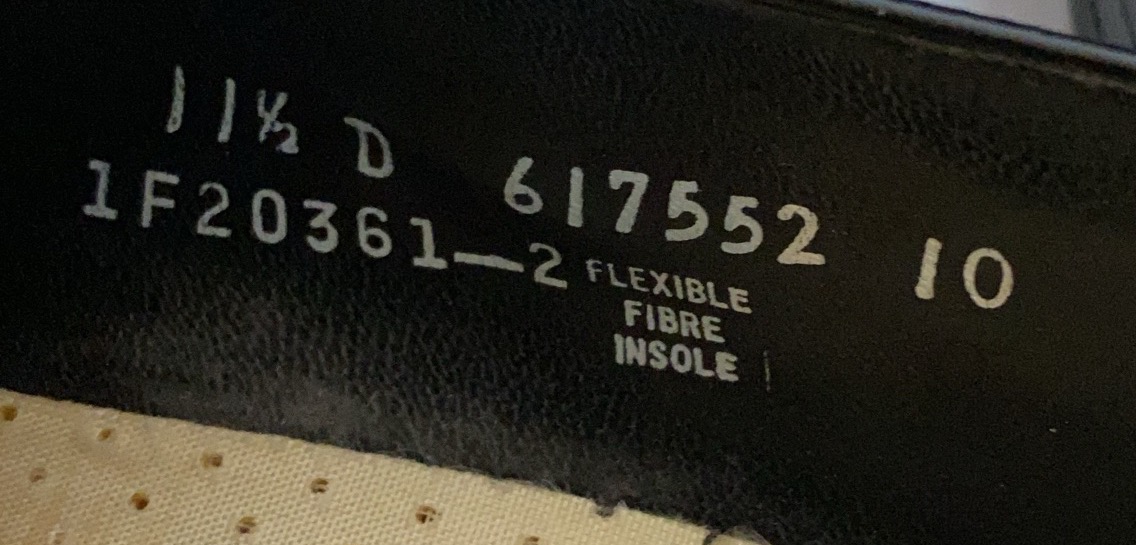 11½ D 617552 10
1F20361—2 FLEXIBLE
FIBRE
INSOLE